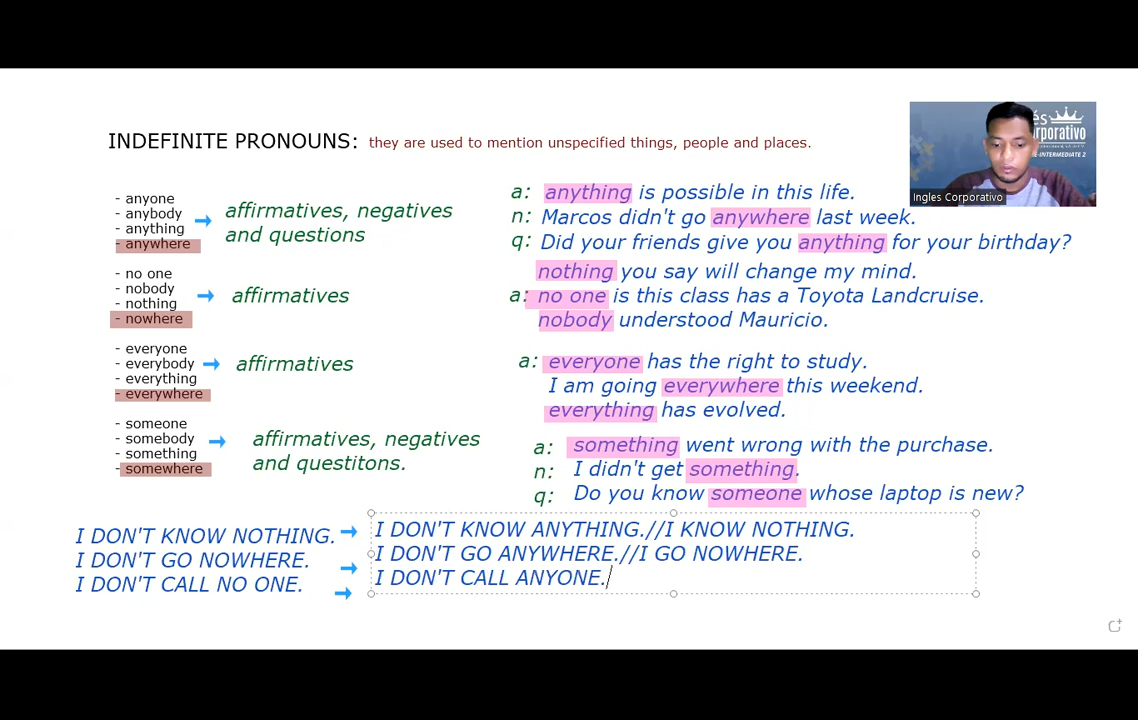 INDEFINITE PRONOUNS: they are used to mention unspecified things, people and places.
- anyone
- anybody
- anything
- anywhere
affirmatives, negatives
and questions
a: anything is possible in this life.
n: Marcos didn't go anywhere last week.
q: Did your friends give you anything for your birthday?
- no one
- nobody
- nothing
- nowhere
affirmatives
nothing you say will change my mind.
a: no one is this class has a Toyota Landcruise.
nobody understood Mauricio.
- everyone
- everybody
- everything
- everywhere
affirmatives
a: everyone has the right to study.
I am going everywhere this weekend.
everything has evolved.
- someone
- somebody
- something
- somewhere
affirmatives, negatives
and questitons.
a: something went wrong with the purchase.
n: I didn't get something.
q: Do you know someone whose laptop is new?
I DON'T KNOW NOTHING.
I DON'T GO NOWHERE.
I DON'T CALL NO ONE.
I DON'T KNOW ANYTHING.//I KNOW NOTHING.
I DON'T GO ANYWHERE.//I GO NOWHERE.
I DON'T CALL ANYONE.
és
orporativo
E-INTERMEDIATE 2
Ingles Corporativo